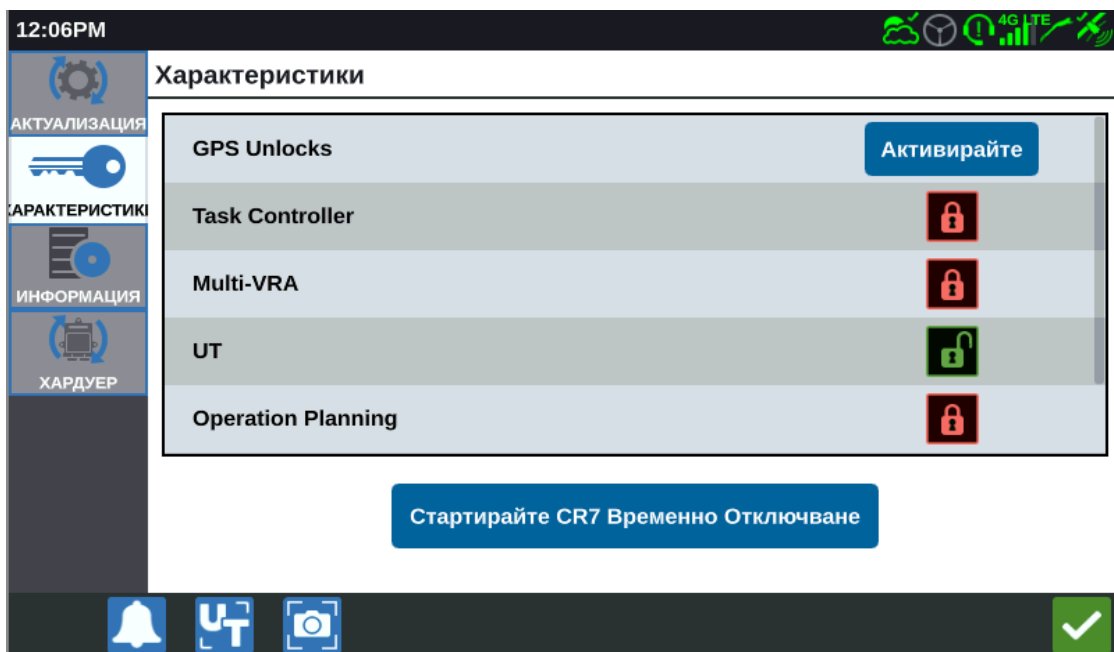 12:06PM
4G LTE
Характеристики
АКТУАЛИЗАЦИЯ
GPS Unlocks
Активирайте
ХАРАКТЕРИСТИКИ
Task Controller
Multi-VRA
ИНФОРМАЦИЯ
UT
ХАРДУЕР
Operation Planning
Стартирайте CR7 Временно Отключване
UT